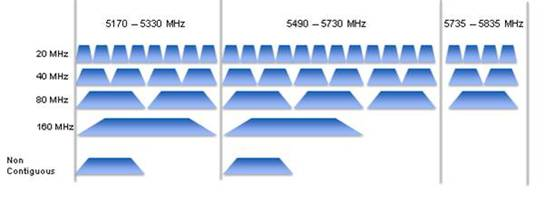 5170 – 5330 MHz
5490 – 5730 MHz
5735 – 5835 MHz
20 MHz
40 MHz
80 MHz
160 MHz
Non
Contiguous